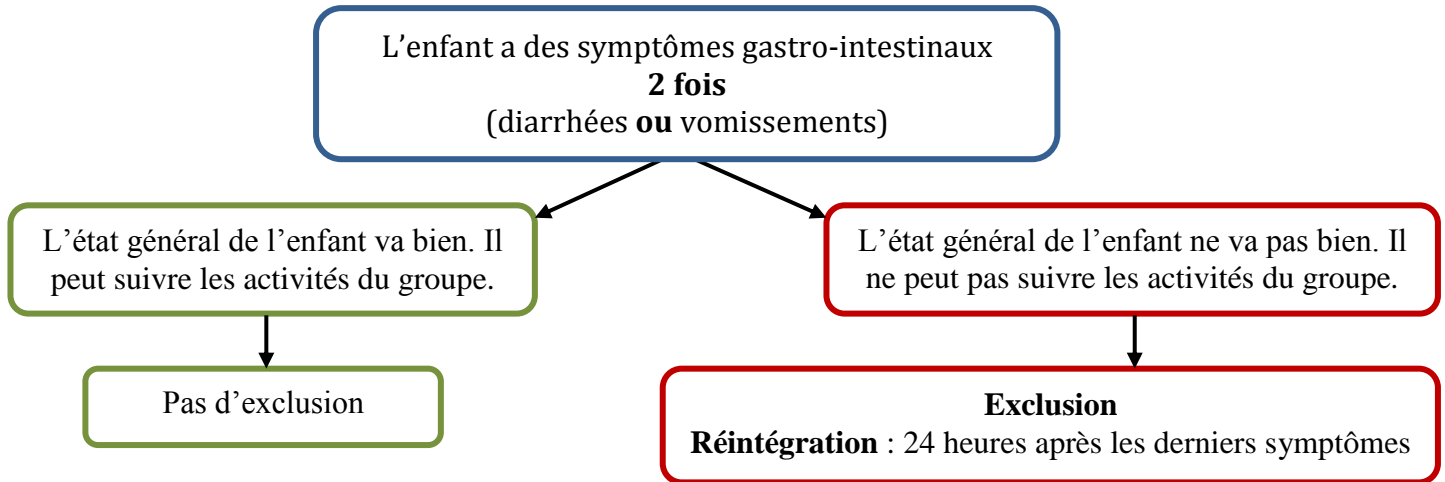 L’enfant a des symptômes gastro-intestinaux
2 fois
(diarrhées ou vomissements)
L’état général de l’enfant va bien. Il
peut suivre les activités du groupe.
L’état général de l’enfant ne va pas bien. Il
ne peut pas suivre les activités du groupe.
Pas d’exclusion
Exclusion
Réintégration : 24 heures après les derniers symptômes